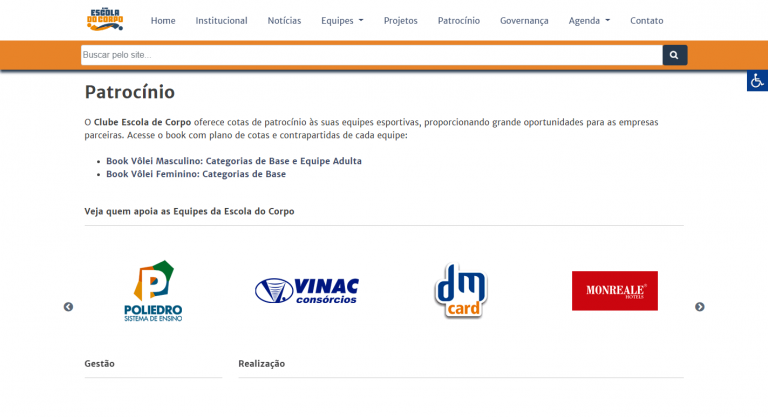 ESCOLA
DO CORPO
Home Institucional Notícias Equipes Projetos Patrocínio Governança Agenda Contato
Buscar pelo site...
Patrocínio
O Clube Escola de Corpo oferece cotas de patrocínio às suas equipes esportivas, proporcionando grande oportunidades para as empresas
parceiras. Acesse o book com plano de cotas e contrapartidas de cada equipe:
Book Vôlei Masculino: Categorias de Base e Equipe Adulta
Book Vôlei Feminino: Categorias de Base
Veja quem apoia as Equipes da Escola do Corpo
POLIEDRO
SISTEMA DE ENSINO
VINAC
consórcios
dm
card
MONREALE®
HOTELS
Gestão Realização